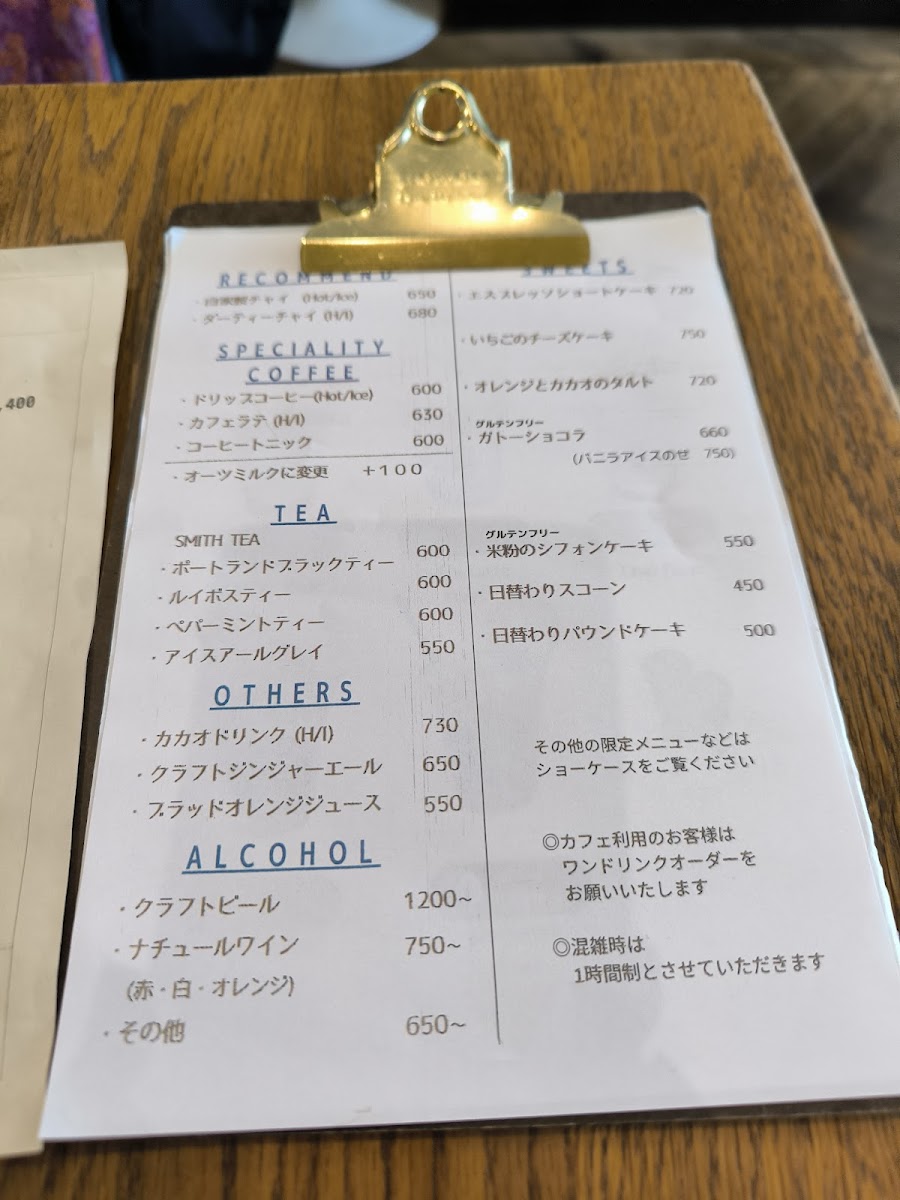 ,400
RECOMMEND
・自家製チャイ (Hot/Ice) 650
・ダーティーチャイ (H/I) 680
SPECIALITY
COFFEE
・ドリップコーヒー(Hot/Ice) 600
・カフェラテ (H/I) 630
・コーヒートニック 600
・オーツミルクに変更 +100
TEA
SMITH TEA
・ポートランドブラックティー 600
・ルイボスティー 600
・ペパーミントティー 600
・アイスアールグレイ 550
OTHERS
・カカオドリンク (H/I) 730
・クラフトジンジャーエール 650
・ブラッドオレンジジュース 550
ALCOHOL
・クラフトビール 1200~
・ナチュールワイン 750~
(赤・白・オレンジ)
・その他 650~
SWEETS
・エスプレッソショートケーキ 720
・いちごのチーズケーキ 750
・オレンジとカカオのタルト 720
グルテンフリー
・ガトーショコラ 660
(バニラアイスのせ 750)
グルテンフリー
・米粉のシフォンケーキ 550
・日替わりスコーン 450
・日替わりパウンドケーキ 500
その他の限定メニューなどは
ショーケースをご覧ください
◎カフェ利用のお客様は
ワンドリンクオーダーを
お願いいたします
◎混雑時は
1時間制とさせていただきます